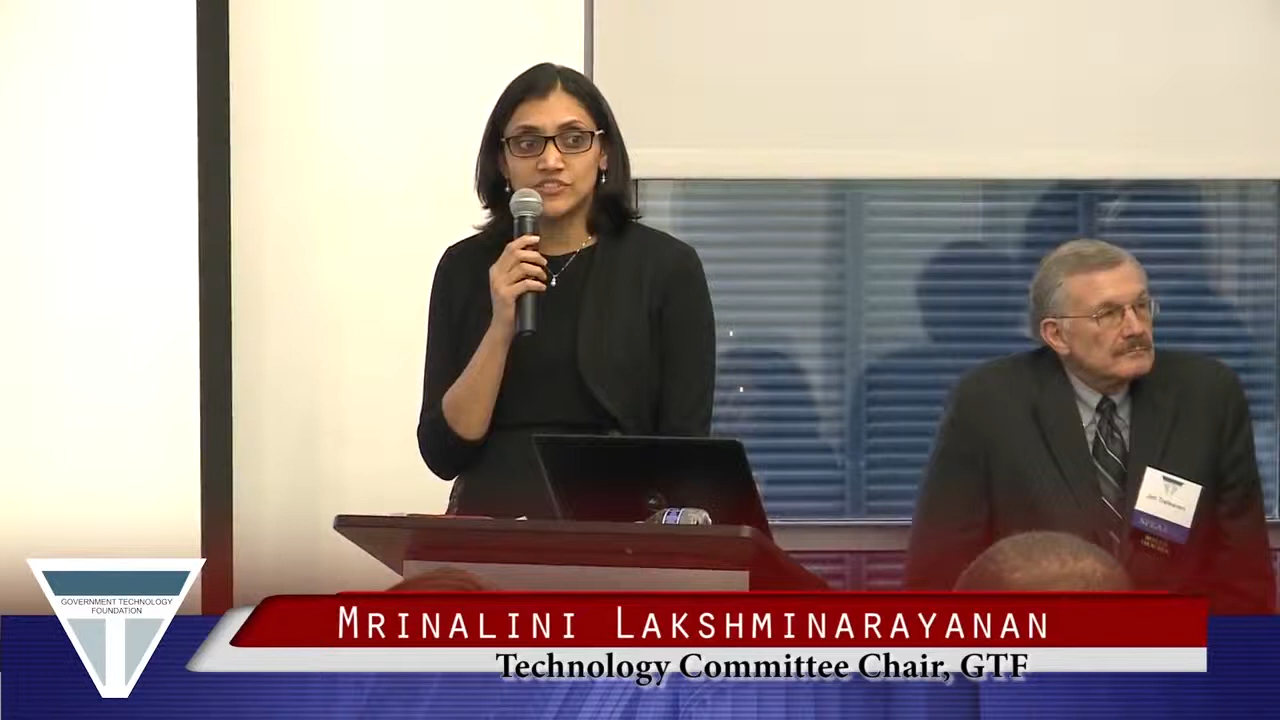 GOVERNMENT TECHNOLOGY
FOUNDATION
MRINALINI LAKSHMINARAYANAN
Technology Committee Chair, GTF